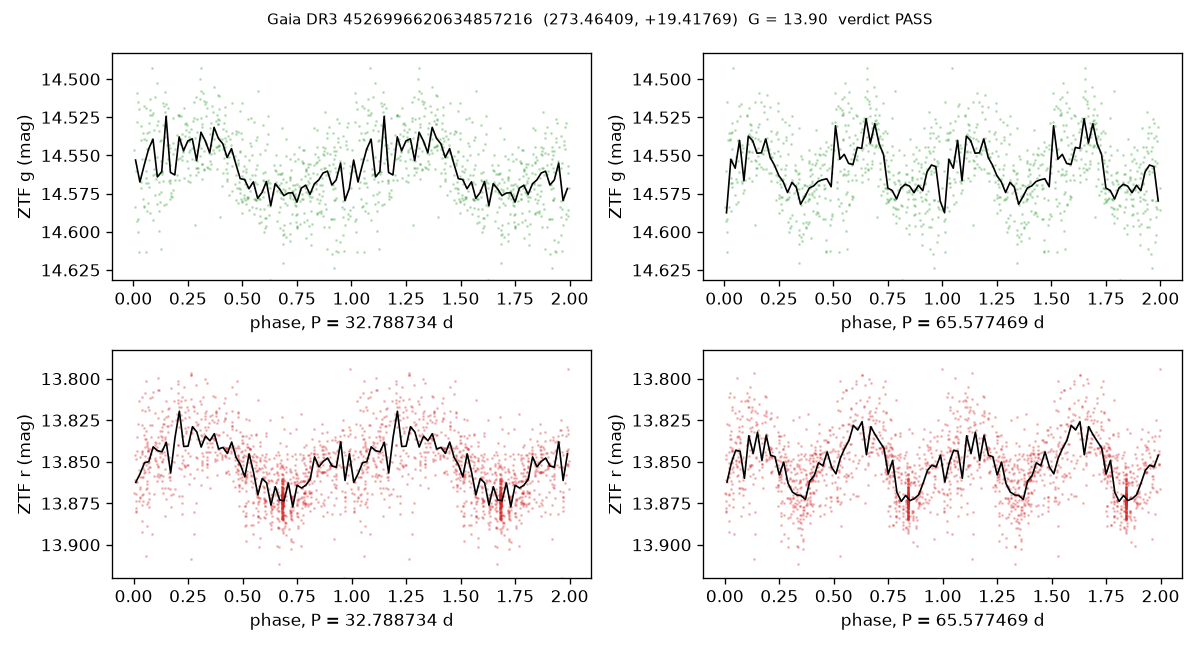 Gaia DR3 4526996620634857216 (273.46409, +19.41769) G = 13.90 verdict PASS
ZTF g (mag)
14.500
14.525
14.550
14.575
14.600
14.625
0.00 0.25 0.50 0.75 1.00 1.25 1.50 1.75 2.00
phase, P = 32.788734 d
ZTF g (mag)
14.500
14.525
14.550
14.575
14.600
14.625
0.00 0.25 0.50 0.75 1.00 1.25 1.50 1.75 2.00
phase, P = 65.577469 d
ZTF r (mag)
13.800
13.825
13.850
13.875
13.900
0.00 0.25 0.50 0.75 1.00 1.25 1.50 1.75 2.00
phase, P = 32.788734 d
ZTF r (mag)
13.800
13.825
13.850
13.875
13.900
0.00 0.25 0.50 0.75 1.00 1.25 1.50 1.75 2.00
phase, P = 65.577469 d